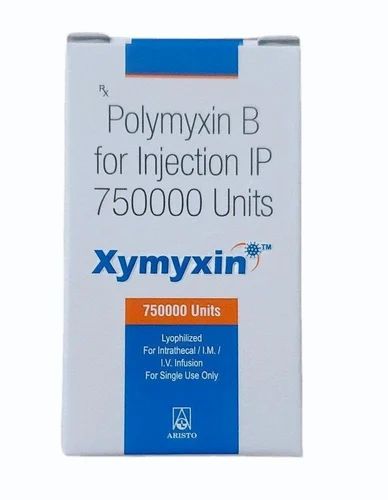 Rx
Polymyxin B
for Injection IP
750000 Units
Xymyxin™
750000 Units
Lyophilized
For Intrathecal / I.M. /
I.V. Infusion
For Single Use Only
ARISTO